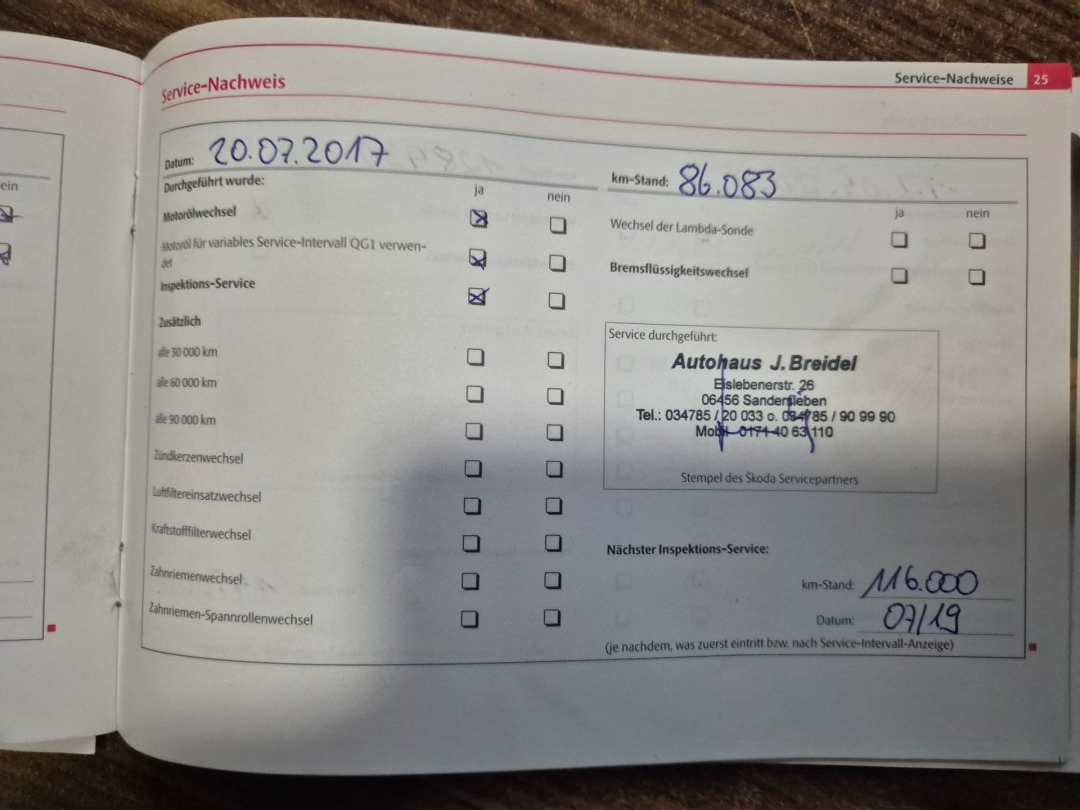 Service-Nachweise 25
Service-Nachweis
Datum: 20.07.2017
km-Stand: 86.083
Durchgeführt wurde:
ja nein
Motorölwechsel
Motoröl für variables Service-Intervall QG1 verwen-
det
Inspektions-Service
Zusätzlich
alle 30 000 km
alle 60 000 km
alle 90 000 km
Zündkerzenwechsel
Luftfiltereinsatzwechsel
Kraftstofffilterwechsel
Zahnriemenwechsel
Zahnriemen-Spannrollenwechsel
ja nein
Wechsel der Lambda-Sonde
Bremsflüssigkeitswechsel
Service durchgeführt:
Autohaus J. Breidel
Eislebenerstr. 26
06456 Sandersleben
Tel.: 034785 / 20 033 o. 034785 / 90 99 90
Mobil 0171 40 63 110
Stempel des Škoda Servicepartners
Nächster Inspektions-Service:
km-Stand: 116.000
Datum: 07/19
(je nachdem, was zuerst eintritt bzw. nach Service-Intervall-Anzeige)
ein